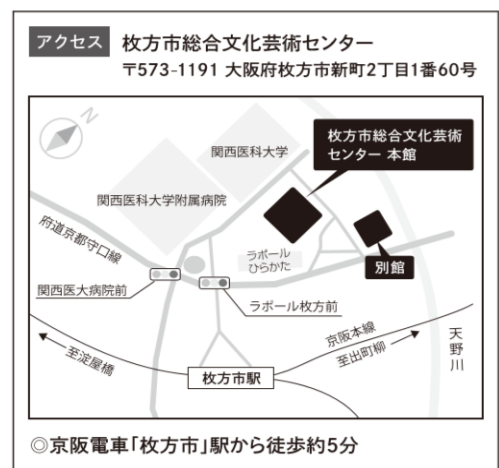 アクセス 枚方市総合文化芸術センター
〒573-1191 大阪府枚方市新町2丁目1番60号
N
関西医科大学
枚方市総合文化芸術
センター 本館
関西医科大学附属病院
府道京都守口線
ラポール
ひらかた
別館
関西医大病院前
ラポール枚方前
京阪本線
至出町柳
天野川
至淀屋橋
枚方市駅
◎京阪電車「枚方市」駅から徒歩約5分